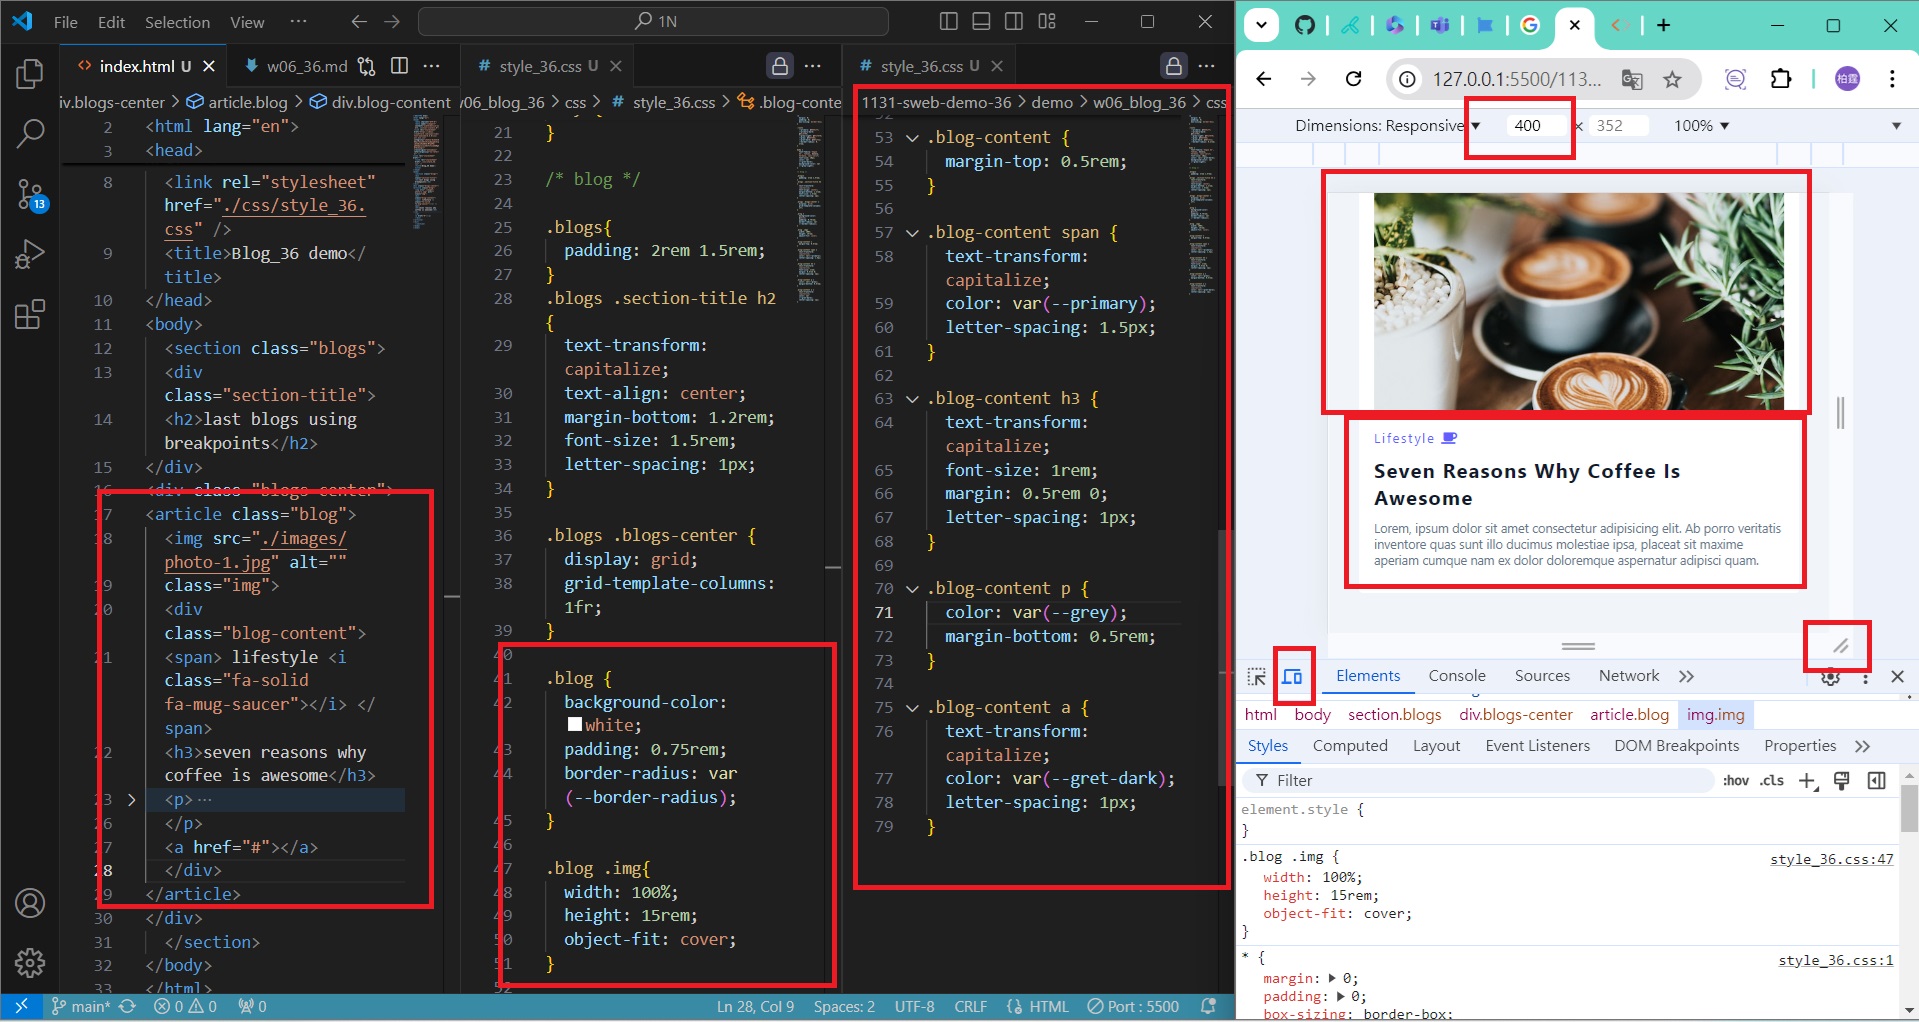 File Edit Selection View ··· 1N
index.html U w06_36.md ···
iv.blogs-center > article.blog > div.blog-content
2 <html lang="en">
3 <head>
8 <link rel="stylesheet"
href="./css/style_36.
css" />
9 <title>Blog_36 demo</
title>
10 </head>
11 <body>
12 <section class="blogs">
13 <div
class="section-title">
14 <h2>last blogs using
breakpoints</h2>
15 </div>
16 <div class="blogs-center">
17 <article class="blog">
18 <img src="./images/
photo-1.jpg" alt=""
19 class="img">
20 <div
class="blog-content">
21 <span> lifestyle <i
class="fa-solid
fa-mug-saucer"></i> </
span>
22 <h3>seven reasons why
coffee is awesome</h3>
23 <p>···
26 </p>
27 <a href="#"></a>
28 </div>
29 </article>
30 </div>
31 </section>
32 </body>
33 </html>
# style_36.css U ···
w06_blog_36 > css > # style_36.css > .blog-conte
21 }
22
23 /* blog */
24
25 .blogs{
26 padding: 2rem 1.5rem;
27 }
28 .blogs .section-title h2
{
29 text-transform:
capitalize;
30 text-align: center;
31 margin-bottom: 1.2rem;
32 font-size: 1.5rem;
33 letter-spacing: 1px;
34 }
35
36 .blogs .blogs-center {
37 display: grid;
38 grid-template-columns:
1fr;
39 }
40
41 .blog {
42 background-color:
white;
43 padding: 0.75rem;
44 border-radius: var
(--border-radius);
45 }
46
47 .blog .img{
48 width: 100%;
49 height: 15rem;
50 object-fit: cover;
51 }
52
# style_36.css U ···
1131-sweb-demo-36 > demo > w06_blog_36 > css
52
53 .blog-content {
54 margin-top: 0.5rem;
55 }
56
57 .blog-content span {
58 text-transform:
capitalize;
59 color: var(--primary);
60 letter-spacing: 1.5px;
61 }
62
63 .blog-content h3 {
64 text-transform:
capitalize;
65 font-size: 1rem;
66 margin: 0.5rem 0;
67 letter-spacing: 1px;
68 }
69
70 .blog-content p {
71 color: var(--grey);
72 margin-bottom: 0.5rem;
73 }
74
75 .blog-content a {
76 text-transform:
capitalize;
77 color: var(--gret-dark);
78 letter-spacing: 1px;
79 }
13
main* 0 0 0 Ln 28, Col 9 Spaces: 2 UTF-8 CRLF {} HTML Port : 5500
127.0.0.1:5500/113... 柏霆
Dimensions: Responsive 400 × 352 100%
Lifestyle
Seven Reasons Why Coffee Is
Awesome
Lorem, ipsum dolor sit amet consectetur adipisicing elit. Ab porro veritatis
inventore quas sunt illo ducimus molestiae ipsa, placeat sit maxime
aperiam cumque nam ex dolor doloremque aspernatur adipisci quam.
Elements Console Sources Network >>
html body section.blogs div.blogs-center article.blog img.img
Styles Computed Layout Event Listeners DOM Breakpoints Properties >>
Filter :hov .cls
element.style {
}
.blog .img { style_36.css:47
width: 100%;
height: 15rem;
object-fit: cover;
}
* { style_36.css:1
margin: 0;
padding: 0;
box-sizing: border-box;